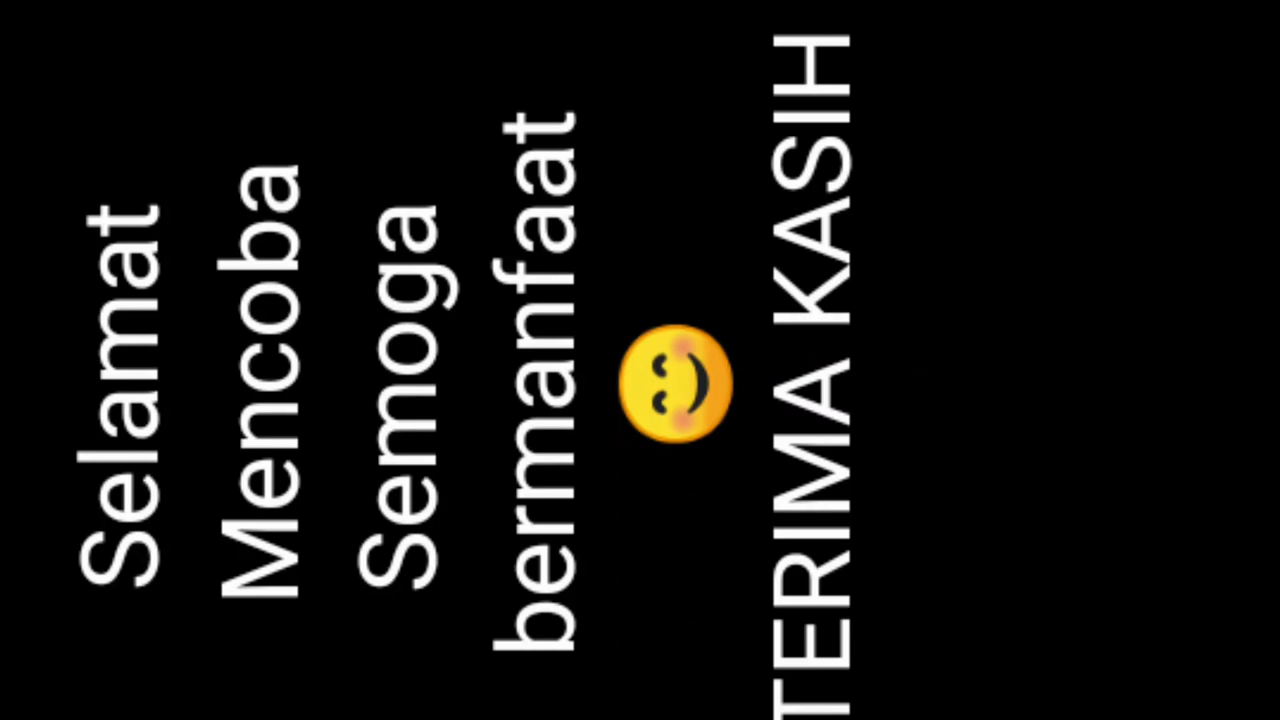 Selamat
Mencoba
Semoga
bermanfaat
😊
TERIMA KASIH